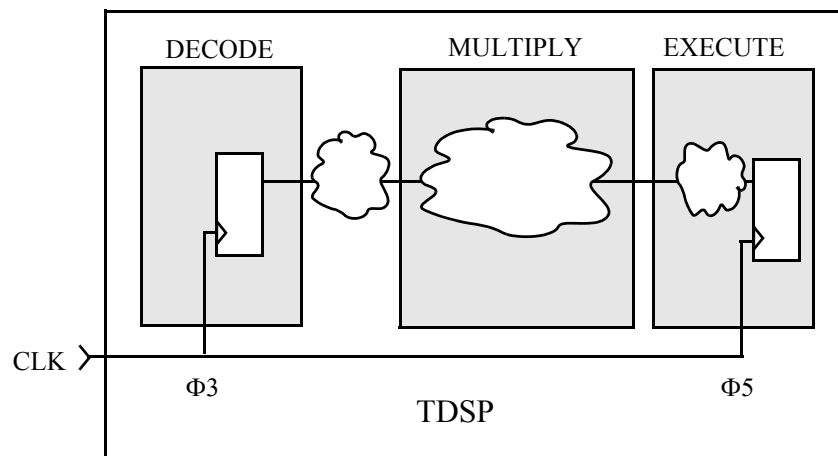 DECODE
MULTIPLY
EXECUTE
CLK
Φ3
Φ5
TDSP